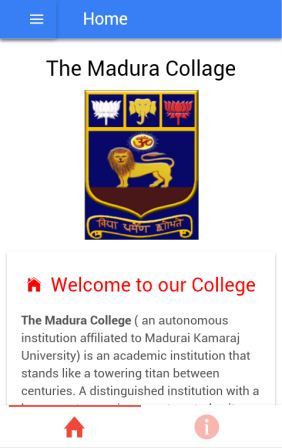 Home
The Madura Collage
ॐ
विद्या धर्मेण शोभते
Welcome to our College
The Madura College ( an autonomous
institution affiliated to Madurai Kamaraj
University) is an academic institution that
stands like a towering titan between
centuries. A distinguished institution with a